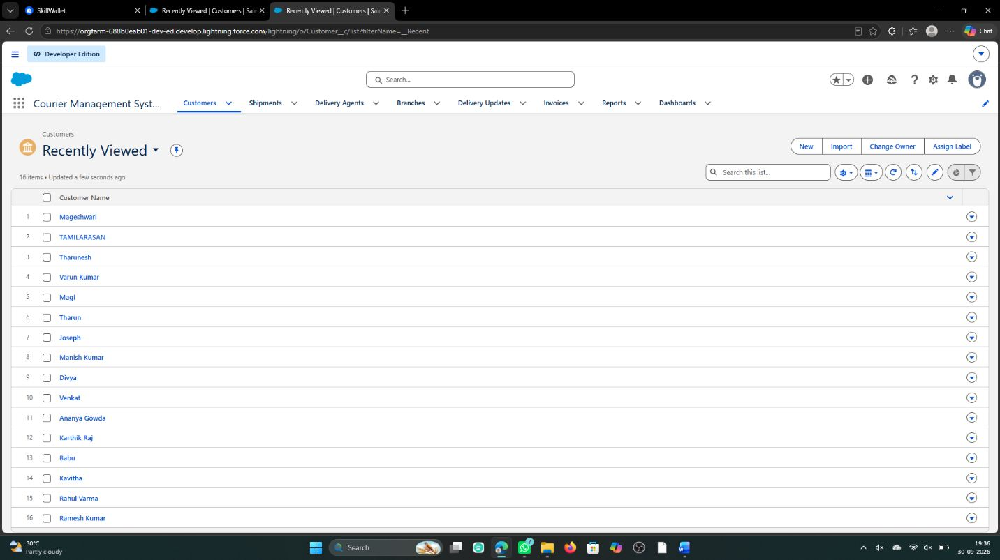 SkillWallet
Recently Viewed | Customers | Sale
Recently Viewed | Customers | Sale
https://orgfarm-688b0eab01-dev-ed.develop.lightning.force.com/lightning/o/Customer__c/list?filterName=__Recent
Chat
Developer Edition
Search...
Courier Management Syst...
Customers
Shipments
Delivery Agents
Branches
Delivery Updates
Invoices
Reports
Dashboards
Customers
Recently Viewed
New
Import
Change Owner
Assign Label
16 items • Updated a few seconds ago
Search this list...
Customer Name
1 Mageshwari
2 TAMILARASAN
3 Tharunesh
4 Varun Kumar
5 Magi
6 Tharun
7 Joseph
8 Manish Kumar
9 Divya
10 Venkat
11 Ananya Gowda
12 Karthik Raj
13 Babu
14 Kavitha
15 Rahul Varma
16 Ramesh Kumar
30°C
Partly cloudy
Search
7
19:36
30-09-2026